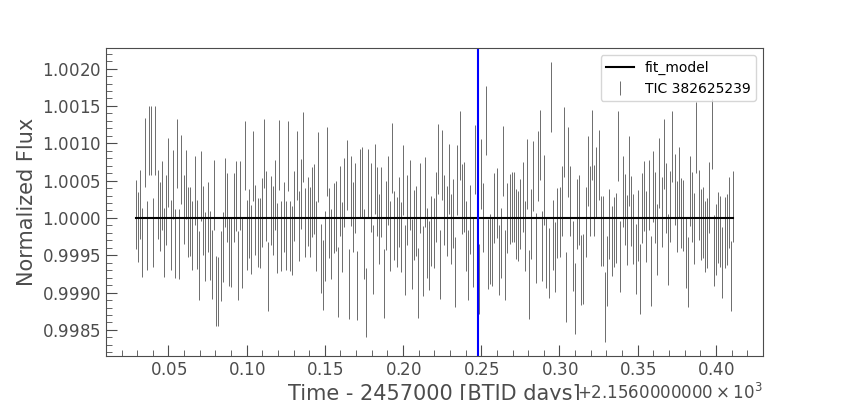 1.0020
1.0015
1.0010
1.0005
1.0000
0.9995
0.9990
0.9985
Normalized Flux
fit_model
TIC 382625239
0.05 0.10 0.15 0.20 0.25 0.30 0.35 0.40
Time - 2457000 [BTJD days]
+2.1560000000 × 10³